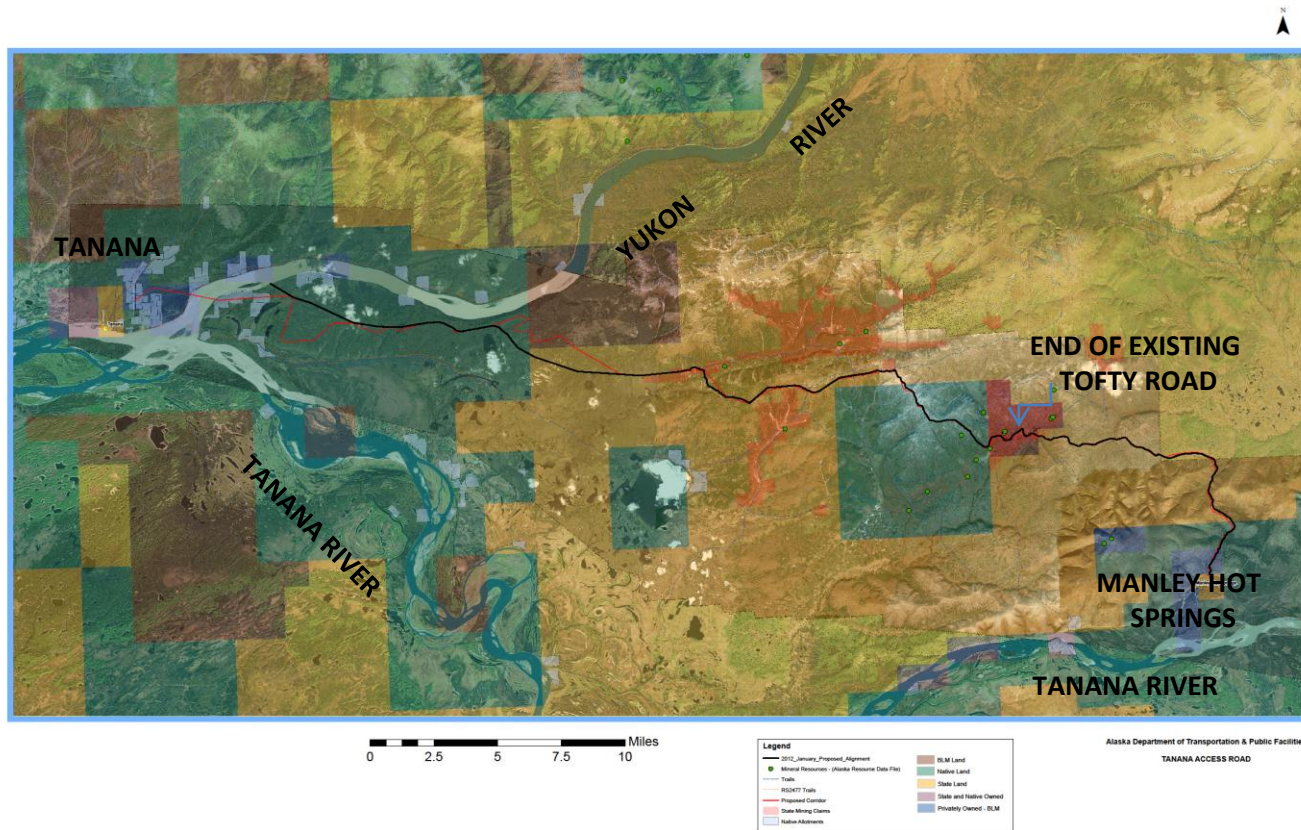 N
TANANA
YUKON
RIVER
END OF EXISTING
TOFTY ROAD
TANANA RIVER
MANLEY HOT
SPRINGS
TANANA RIVER
Miles
0 2.5 5 7.5 10
Legend
2012_January_Proposed_Alignment
Mineral Resources - (Alaska Resource Data File)
Trails
RS2477 Trails
Proposed Corridor
State Mining Claims
Native Allotments
BLM Land
Native Land
State Land
State and Native Owned
Privately Owned - BLM
Alaska Department of Transportation & Public Facilitie
TANANA ACCESS ROAD